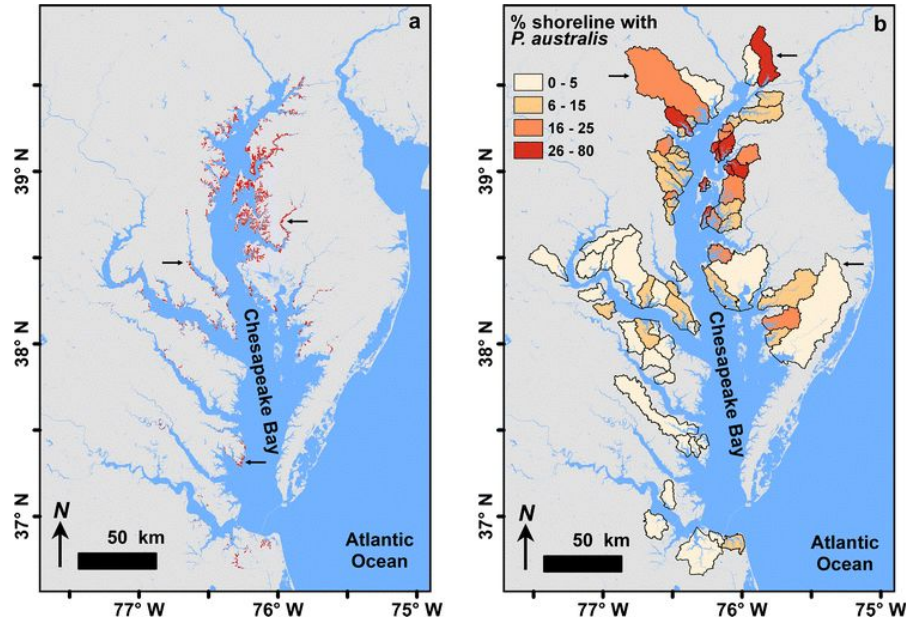 a
39° N
38° N
37° N
Chesapeake Bay
N
50 km
Atlantic
Ocean
77° W
76° W
75° W
% shoreline with
P. australis
b
0 - 5
6 - 15
16 - 25
26 - 80
39° N
38° N
37° N
Chesapeake Bay
N
50 km
Atlantic
Ocean
77° W
76° W
75° W